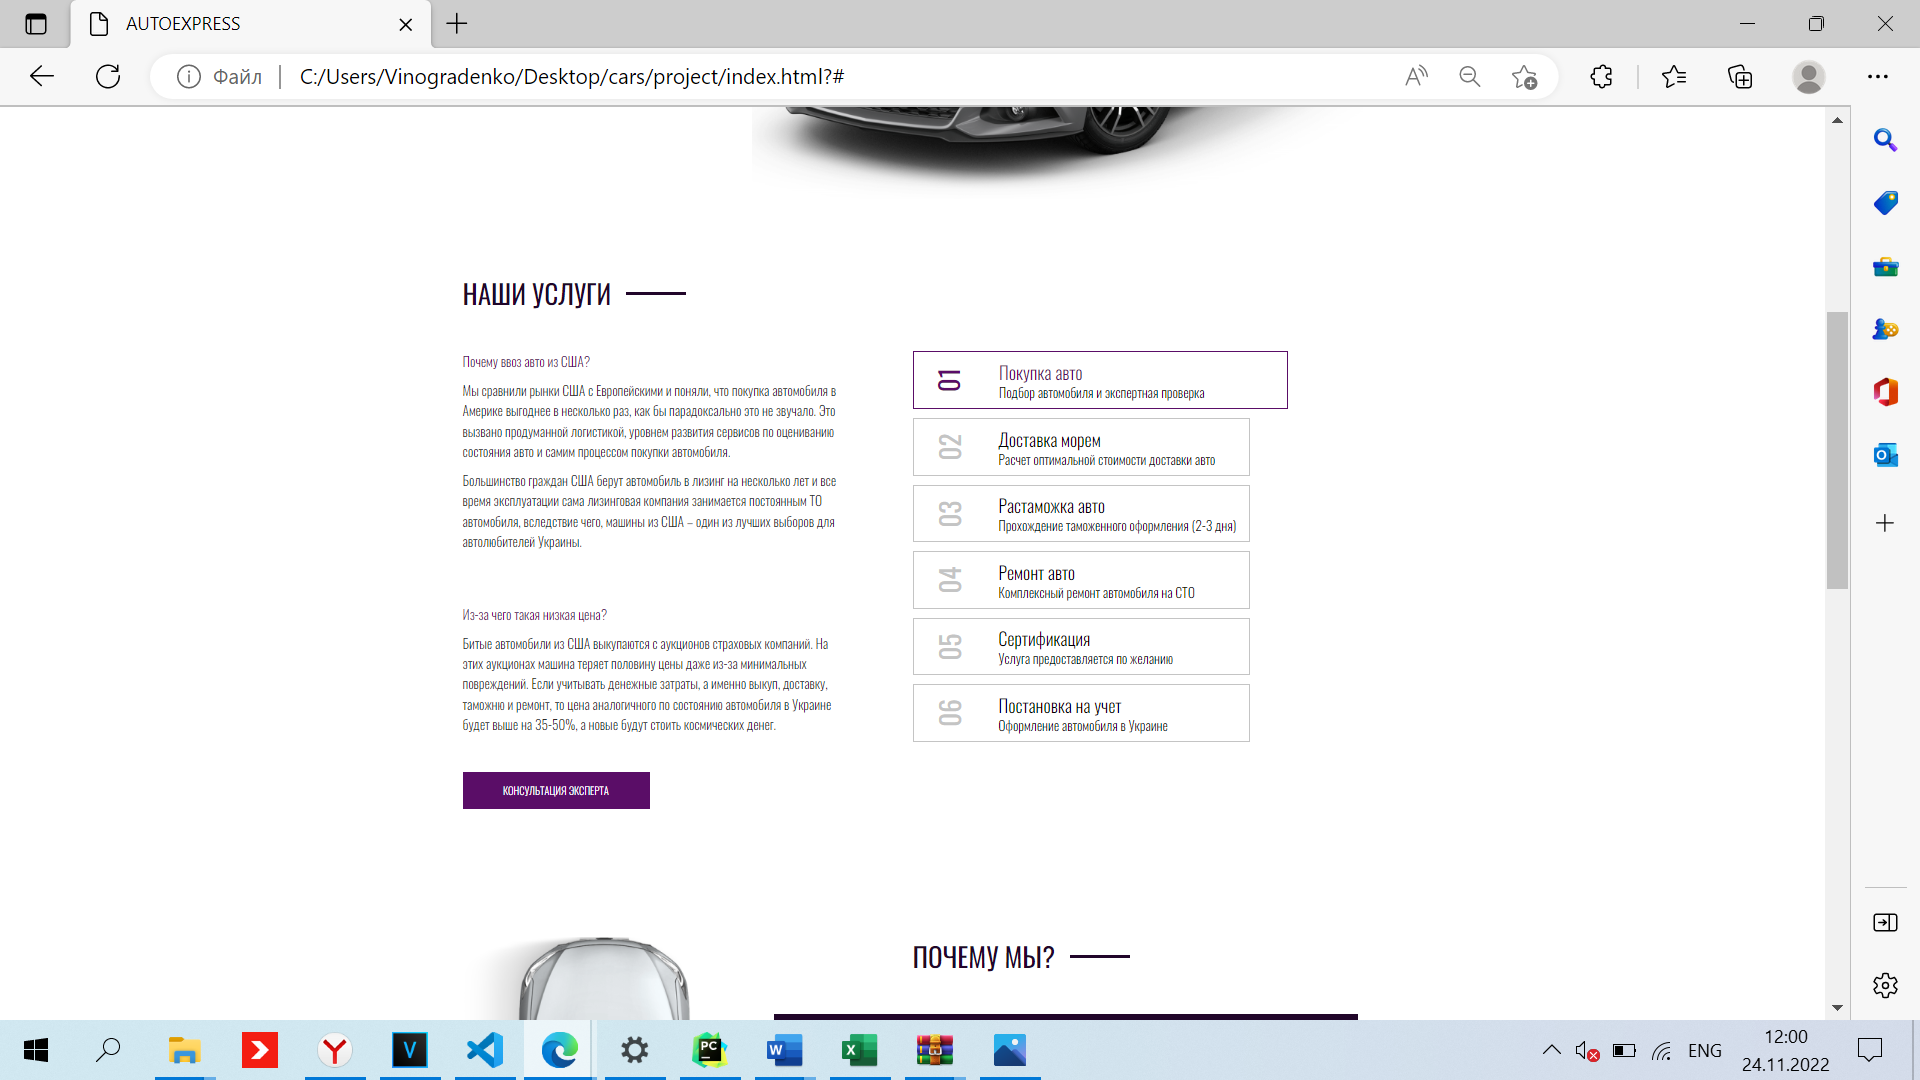 AUTOEXPRESS
Файл
C:/Users/Vinogradenko/Desktop/cars/project/index.html?#
НАШИ УСЛУГИ
Почему ввоз авто из США?
Мы сравнили рынки США с Европейскими и поняли, что покупка автомобиля в
Америке выгоднее в несколько раз, как бы парадоксально это не звучало. Это
вызвано продуманной логистикой, уровнем развития сервисов по оцениванию
состояния авто и самим процессом покупки автомобиля.
Большинство граждан США берут автомобиль в лизинг на несколько лет и все
время эксплуатации сама лизинговая компания занимается постоянным ТО
автомобиля, вследствие чего, машины из США – один из лучших выборов для
автолюбителей Украины.
Из-за чего такая низкая цена?
Битые автомобили из США выкупаются с аукционов страховых компаний. На
этих аукционах машина теряет половину цены даже из-за минимальных
повреждений. Если учитывать денежные затраты, а именно выкуп, доставку,
таможню и ремонт, то цена аналогичного по состоянию автомобиля в Украине
будет выше на 35-50%, а новые будут стоить космических денег.
КОНСУЛЬТАЦИЯ ЭКСПЕРТА
01
Покупка авто
Подбор автомобиля и экспертная проверка
02
Доставка морем
Расчет оптимальной стоимости доставки авто
03
Растаможка авто
Прохождение таможенного оформления (2-3 дня)
04
Ремонт авто
Комплексный ремонт автомобиля на СТО
05
Сертификация
Услуга предоставляется по желанию
06
Постановка на учет
Оформление автомобиля в Украине
ПОЧЕМУ МЫ?
ENG
12:00
24.11.2022